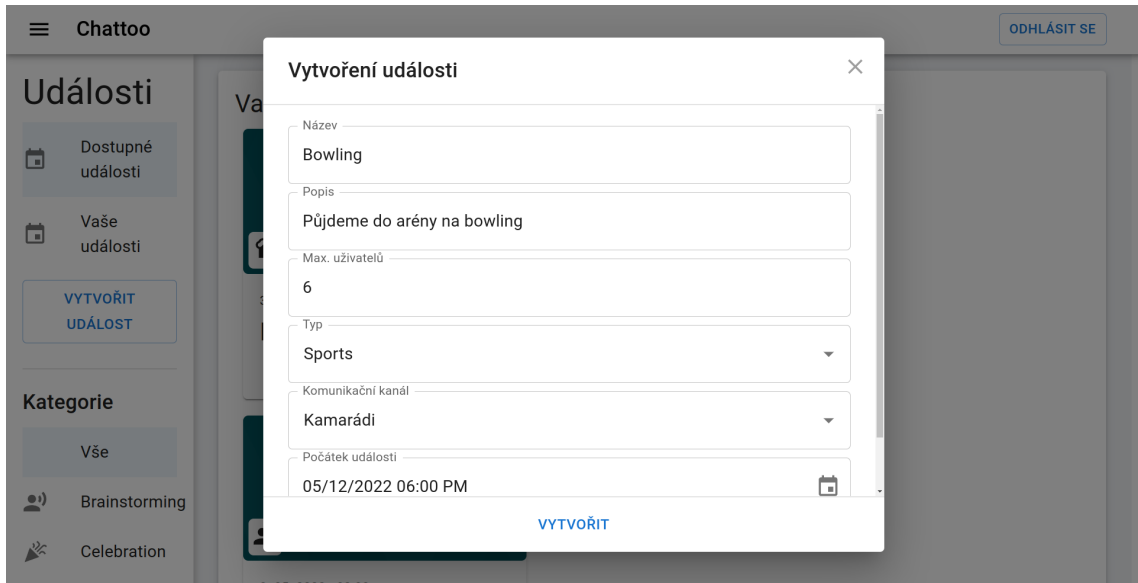 Chattoo
ODHLÁSIT SE
Události
Dostupné
události
Vaše
události
VYTVOŘIT
UDÁLOST
Kategorie
Vše
Brainstorming
Celebration
Va
Vytvoření události
Název
Bowling
Popis
Půjdeme do arény na bowling
Max. uživatelů
6
Typ
Sports
Komunikační kanál
Kamarádi
Počátek události
05/12/2022 06:00 PM
VYTVOŘIT